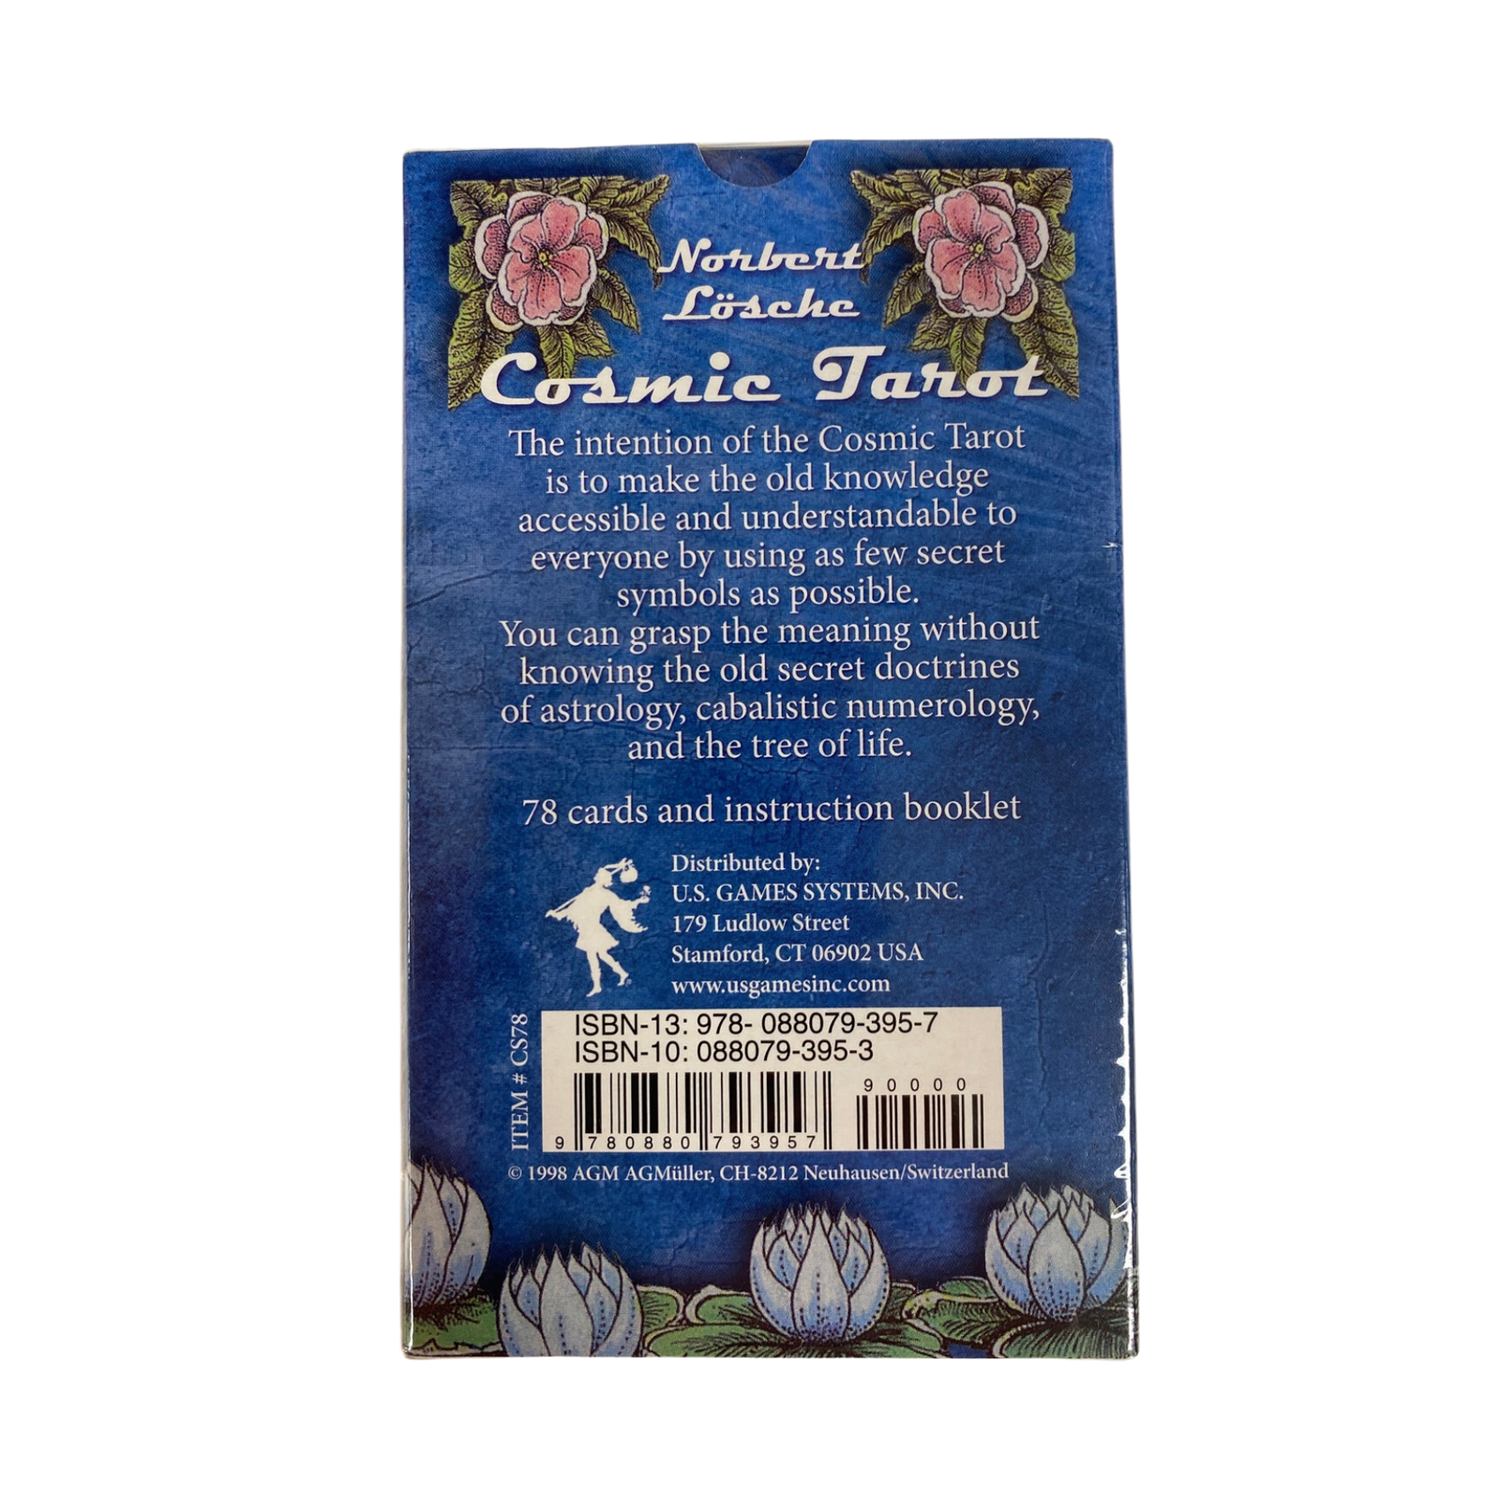 Norbert
Lösche
Cosmic Tarot
The intention of the Cosmic Tarot
is to make the old knowledge
accessible and understandable to
everyone by using as few secret
symbols as possible.
You can grasp the meaning without
knowing the old secret doctrines
of astrology, cabalistic numerology,
and the tree of life.
78 cards and instruction booklet
Distributed by:
U.S. GAMES SYSTEMS, INC.
179 Ludlow Street
Stamford, CT 06902 USA
www.usgamesinc.com
ITEM # CS78
ISBN-13: 978- 088079-395-7
ISBN-10: 088079-395-3
90000
9 780880 793957
© 1998 AGM AGMüller, CH-8212 Neuhausen/Switzerland